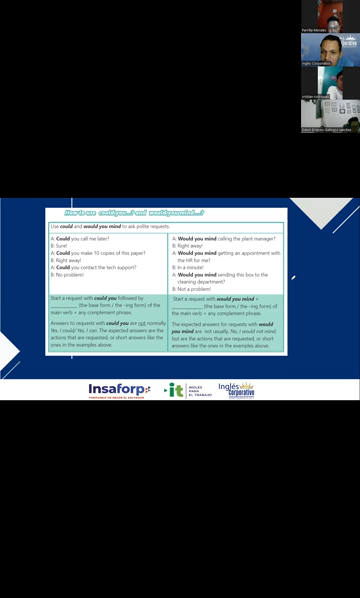 Inglés Corporativo
How to use could you...? and would you mind...?
Use could and would you mind to ask polite requests.
A: Could you call me later?
B: Sure!
A: Could you make 10 copies of this paper?
B: Right away!
A: Could you contact the tech support?
B: No problem!
A: Would you mind calling the plant manager?
B: Right away!
A: Would you mind getting an appointment with
the HR for me?
B: In a minute!
A: Would you mind sending this box to the
cleaning department?
B: Not a problem!
Start a request with could you followed by
__________ (the base form / the -ing form) of the
main verb + any complement phrase.
Answers to requests with could you are not normally
Yes, I could/ No, I can. The expected answers are the
actions that are requested, or short answers like the
ones in the examples above.
Start a request with would you mind +
__________ (the base form / the -ing form) of the
main verb + any complement phrase.
The expected answers for requests with would
you mind are not usually, No, I would not mind,
but are the actions that are requested, or short
answers like the ones in the examples above.
Insaforp
it
INGLÉS
PARA
EL TRABAJO
Inglés
Corporativo